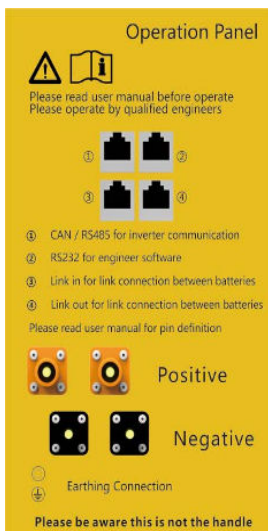 Operation Panel
Please read user manual before operate
Please operate by qualified engineers
① ②
③ ④
① CAN / RS485 for inverter communication
② RS232 for engineer software
③ Link in for link connection between batteries
④ Link out for link connection between batteries
Please read user manual for pin definition
Positive
Negative
Earthing Connection
Please be aware this is not the handle